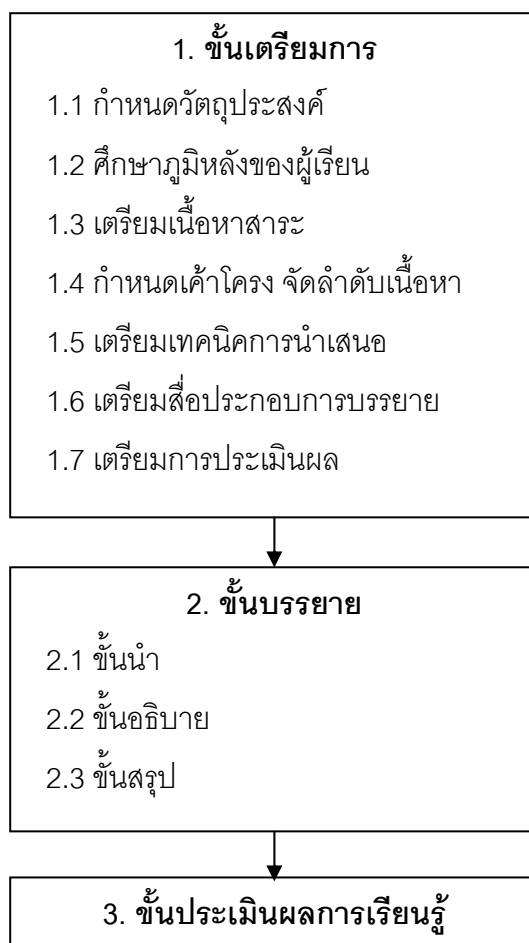 1. ขั้นเตรียมการ
1.1 กำหนดวัตถุประสงค์
1.2 ศึกษาภูมิหลังของผู้เรียน
1.3 เตรียมเนื้อหาสาระ
1.4 กำหนดเค้าโครง จัดลำดับเนื้อหา
1.5 เตรียมเทคนิคการนำเสนอ
1.6 เตรียมสื่อประกอบการบรรยาย
1.7 เตรียมการประเมินผล
2. ขั้นบรรยาย
2.1 ขั้นนำ
2.2 ขั้นอธิบาย
2.3 ขั้นสรุป
3. ขั้นประเมินผลการเรียนรู้